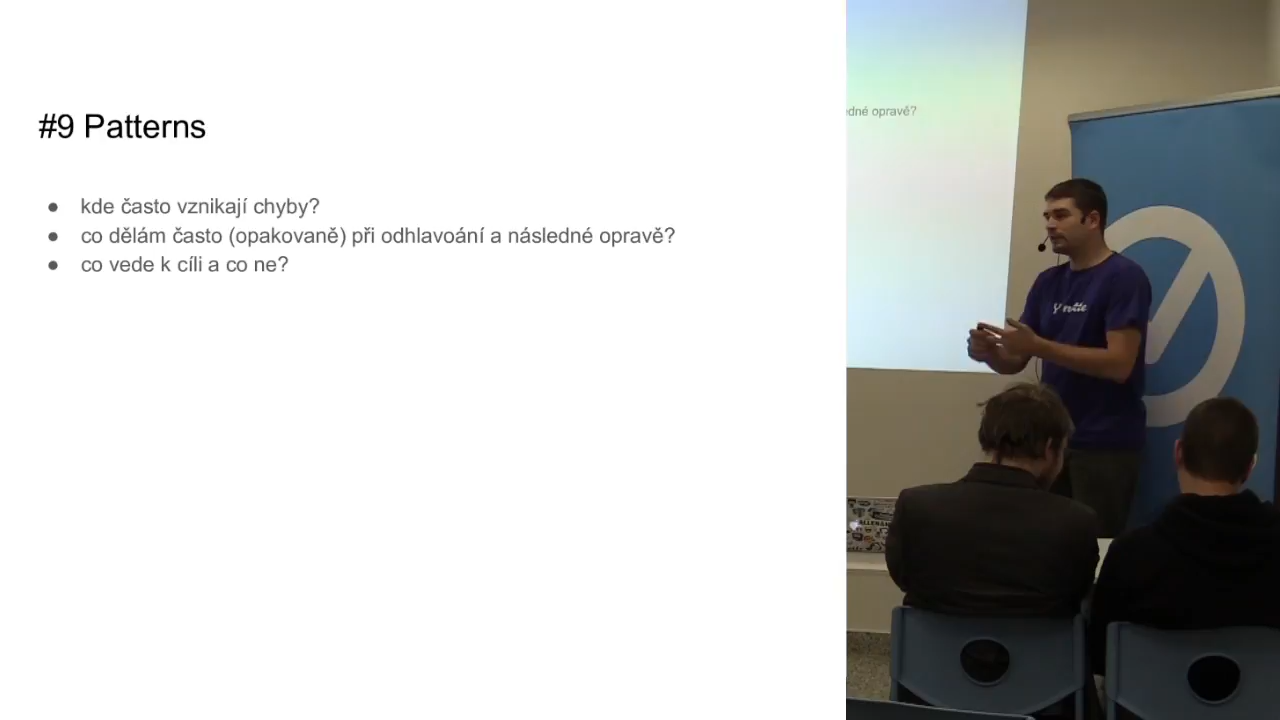 #9 Patterns
● kde často vznikají chyby?
● co dělám často (opakovaně) při odhlavoání a následné opravě?
● co vede k cíli a co ne?
edné opravě?